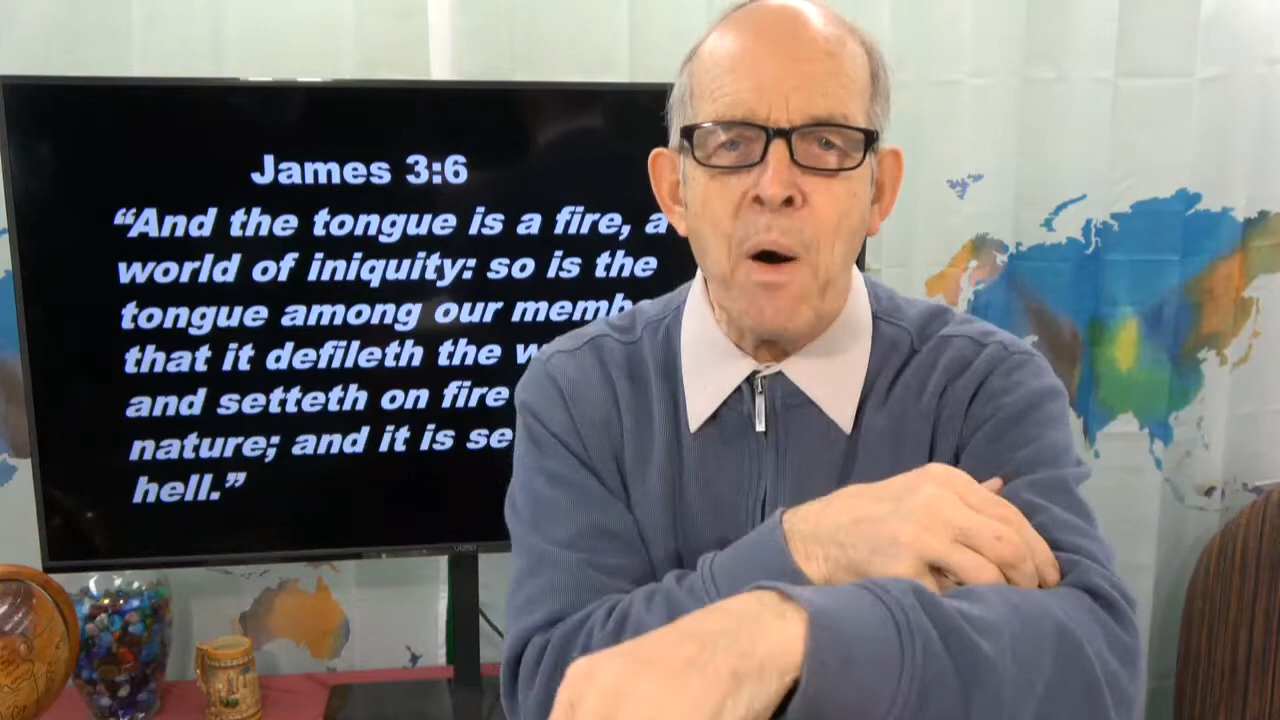 James 3:6
“And the tongue is a fire, a
world of iniquity: so is the
tongue among our
that it defileth the
and setteth on fire
nature; and it is
hell.”